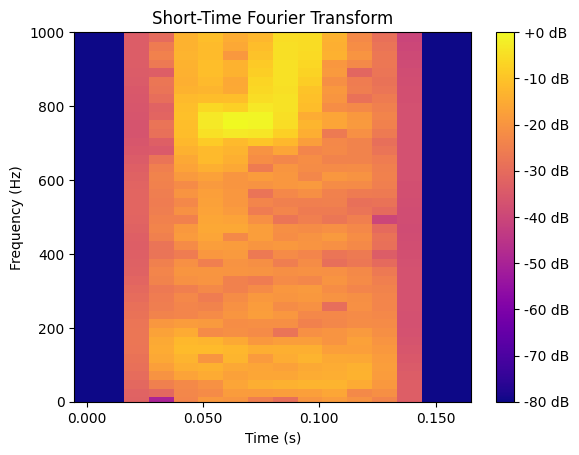 Short-Time Fourier Transform
1000
800
600
400
200
0
Frequency (Hz)
0.000
0.050
0.100
0.150
Time (s)
+0 dB
-10 dB
-20 dB
-30 dB
-40 dB
-50 dB
-60 dB
-70 dB
-80 dB